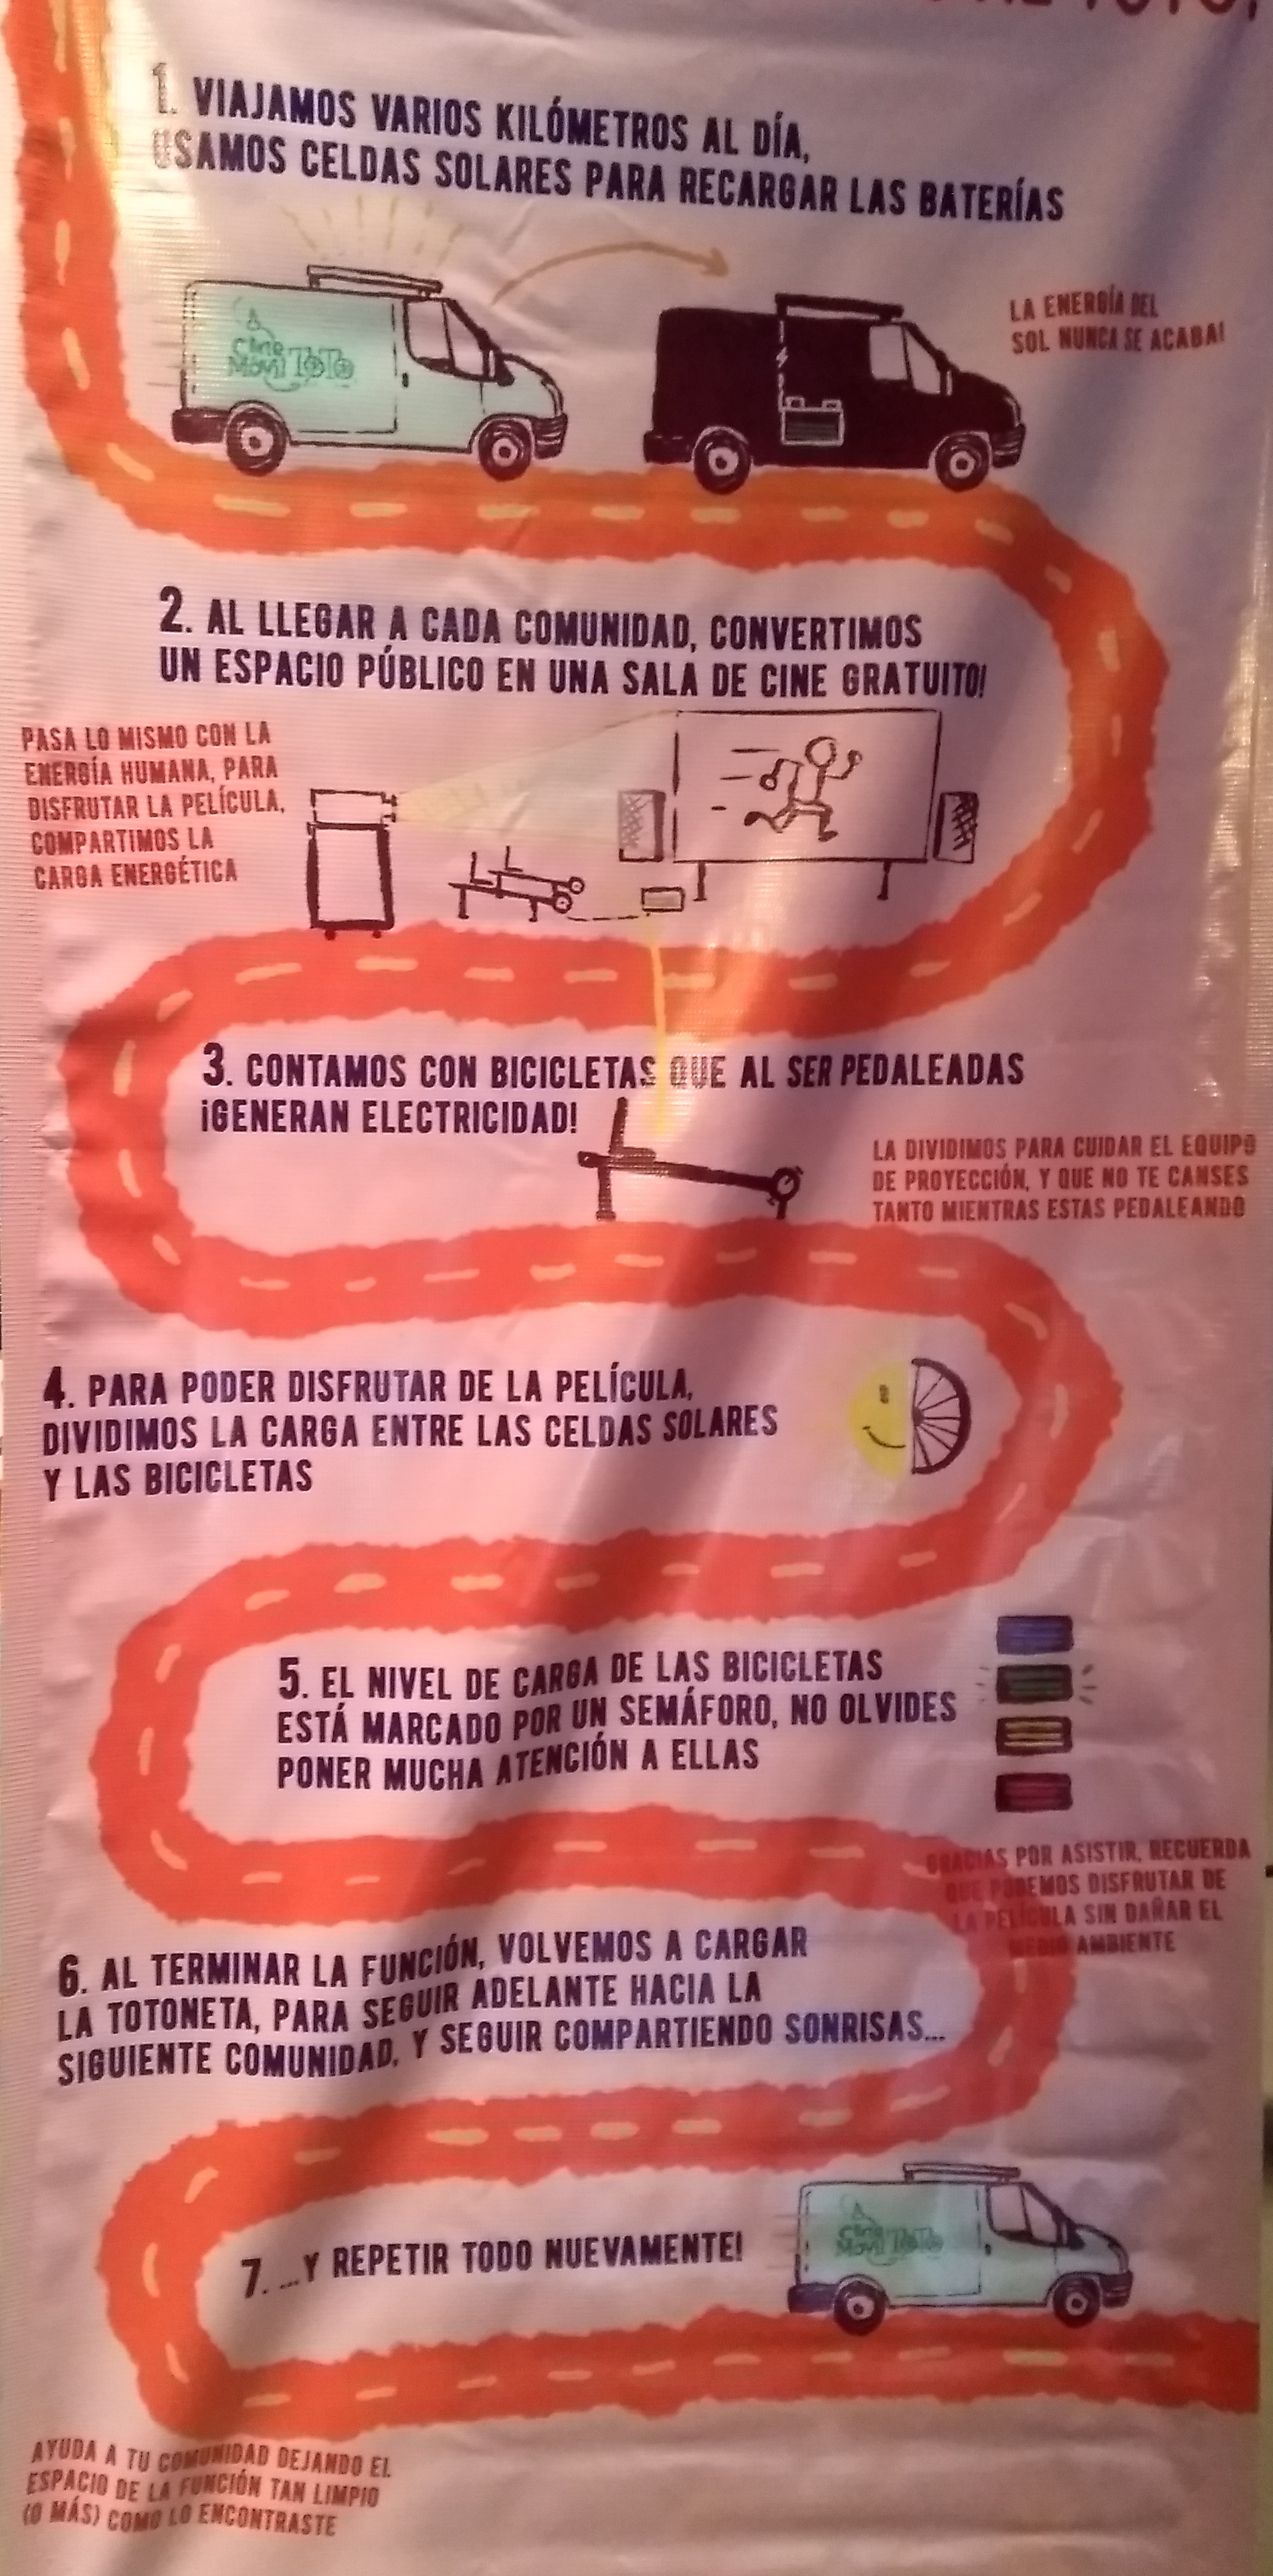 TOTO!
1. VIAJAMOS VARIOS KILÓMETROS AL DÍA,
USAMOS CELDAS SOLARES PARA RECARGAR LAS BATERÍAS
LA ENERGÍA DEL
SOL NUNCA SE ACABA!
Cine
Móvil ToTo
2. AL LLEGAR A CADA COMUNIDAD, CONVERTIMOS
UN ESPACIO PÚBLICO EN UNA SALA DE CINE GRATUITO!
PASA LO MISMO CON LA
ENERGÍA HUMANA, PARA
DISFRUTAR LA PELÍCULA,
COMPARTIMOS LA
CARGA ENERGÉTICA
3. CONTAMOS CON BICICLETAS QUE AL SER PEDALEADAS
¡GENERAN ELECTRICIDAD!
LA DIVIDIMOS PARA CUIDAR EL EQUIPO
DE PROYECCIÓN, Y QUE NO TE CANSES
TANTO MIENTRAS ESTAS PEDALEANDO
4. PARA PODER DISFRUTAR DE LA PELÍCULA,
DIVIDIMOS LA CARGA ENTRE LAS CELDAS SOLARES
Y LAS BICICLETAS
5. EL NIVEL DE CARGA DE LAS BICICLETAS
ESTÁ MARCADO POR UN SEMÁFORO, NO OLVIDES
PONER MUCHA ATENCIÓN A ELLAS
GRACIAS POR ASISTIR, RECUERDA
QUE PODEMOS DISFRUTAR DE
LA PELÍCULA SIN DAÑAR EL
MEDIO AMBIENTE
6. AL TERMINAR LA FUNCIÓN, VOLVEMOS A CARGAR
LA TOTONETA, PARA SEGUIR ADELANTE HACIA LA
SIGUIENTE COMUNIDAD, Y SEGUIR COMPARTIENDO SONRISAS...
7. ...Y REPETIR TODO NUEVAMENTE!
Cine
Móvil ToTo
AYUDA A TU COMUNIDAD DEJANDO EL
ESPACIO DE LA FUNCIÓN TAN LIMPIO
(O MÁS) COMO LO ENCONTRASTE